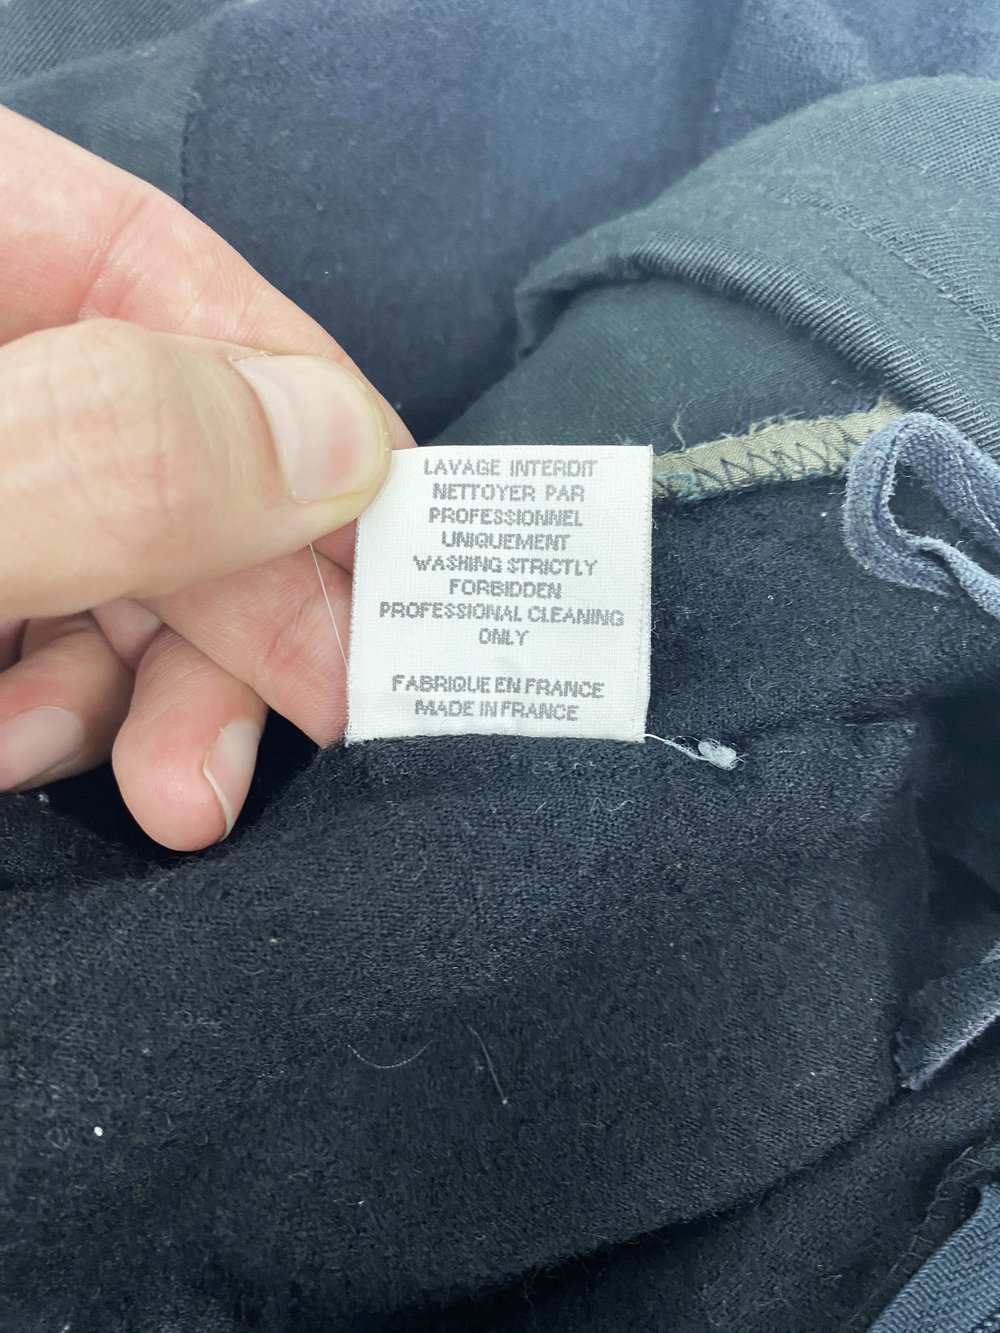 LAVAGE INTERDIT
NETTOYER PAR
PROFESSIONNEL
UNIQUEMENT
WASHING STRICTLY
FORBIDDEN
PROFESSIONAL CLEANING
ONLY
FABRIQUE EN FRANCE
MADE IN FRANCE